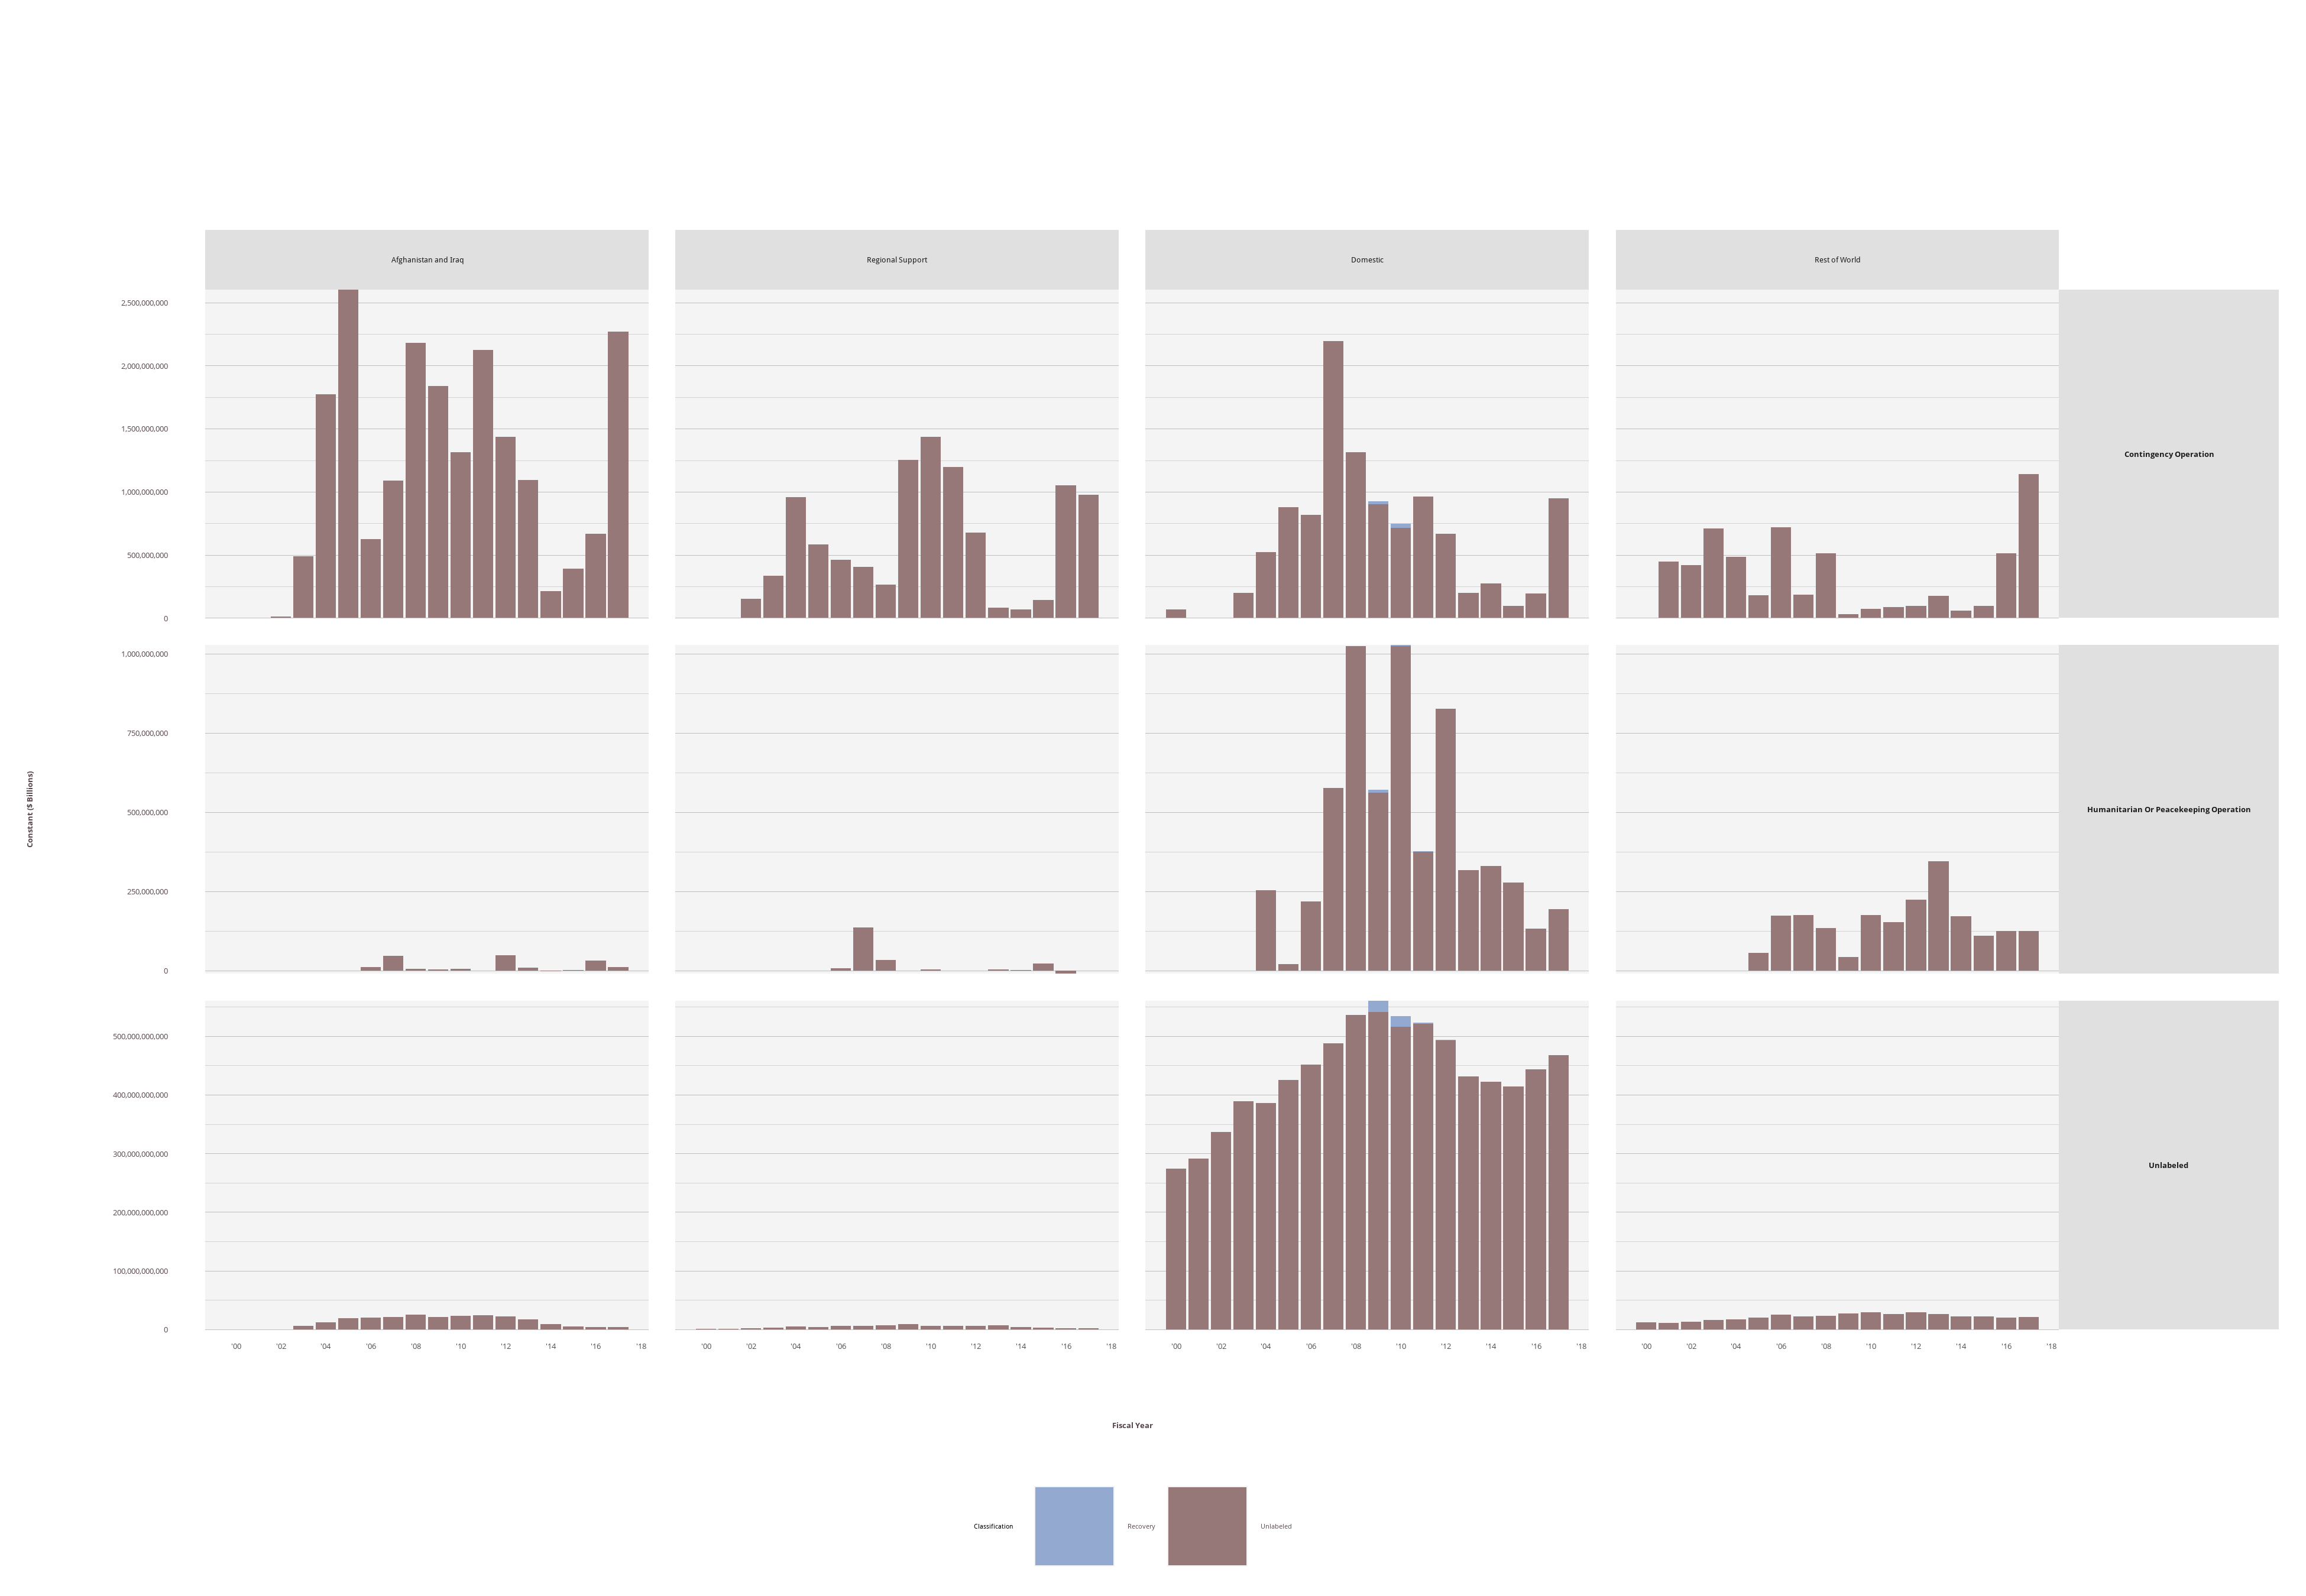 Afghanistan and Iraq
Regional Support
Domestic
Rest of World
2,500,000,000
2,000,000,000
1,500,000,000
1,000,000,000
500,000,000
0
Contingency Operation
1,000,000,000
750,000,000
500,000,000
250,000,000
0
Humanitarian Or Peacekeeping Operation
Constant ($ Billions)
500,000,000,000
400,000,000,000
300,000,000,000
200,000,000,000
100,000,000,000
0
Unlabeled
'00 '02 '04 '06 '08 '10 '12 '14 '16 '18
'00 '02 '04 '06 '08 '10 '12 '14 '16 '18
'00 '02 '04 '06 '08 '10 '12 '14 '16 '18
'00 '02 '04 '06 '08 '10 '12 '14 '16 '18
Fiscal Year
Classification Recovery Unlabeled